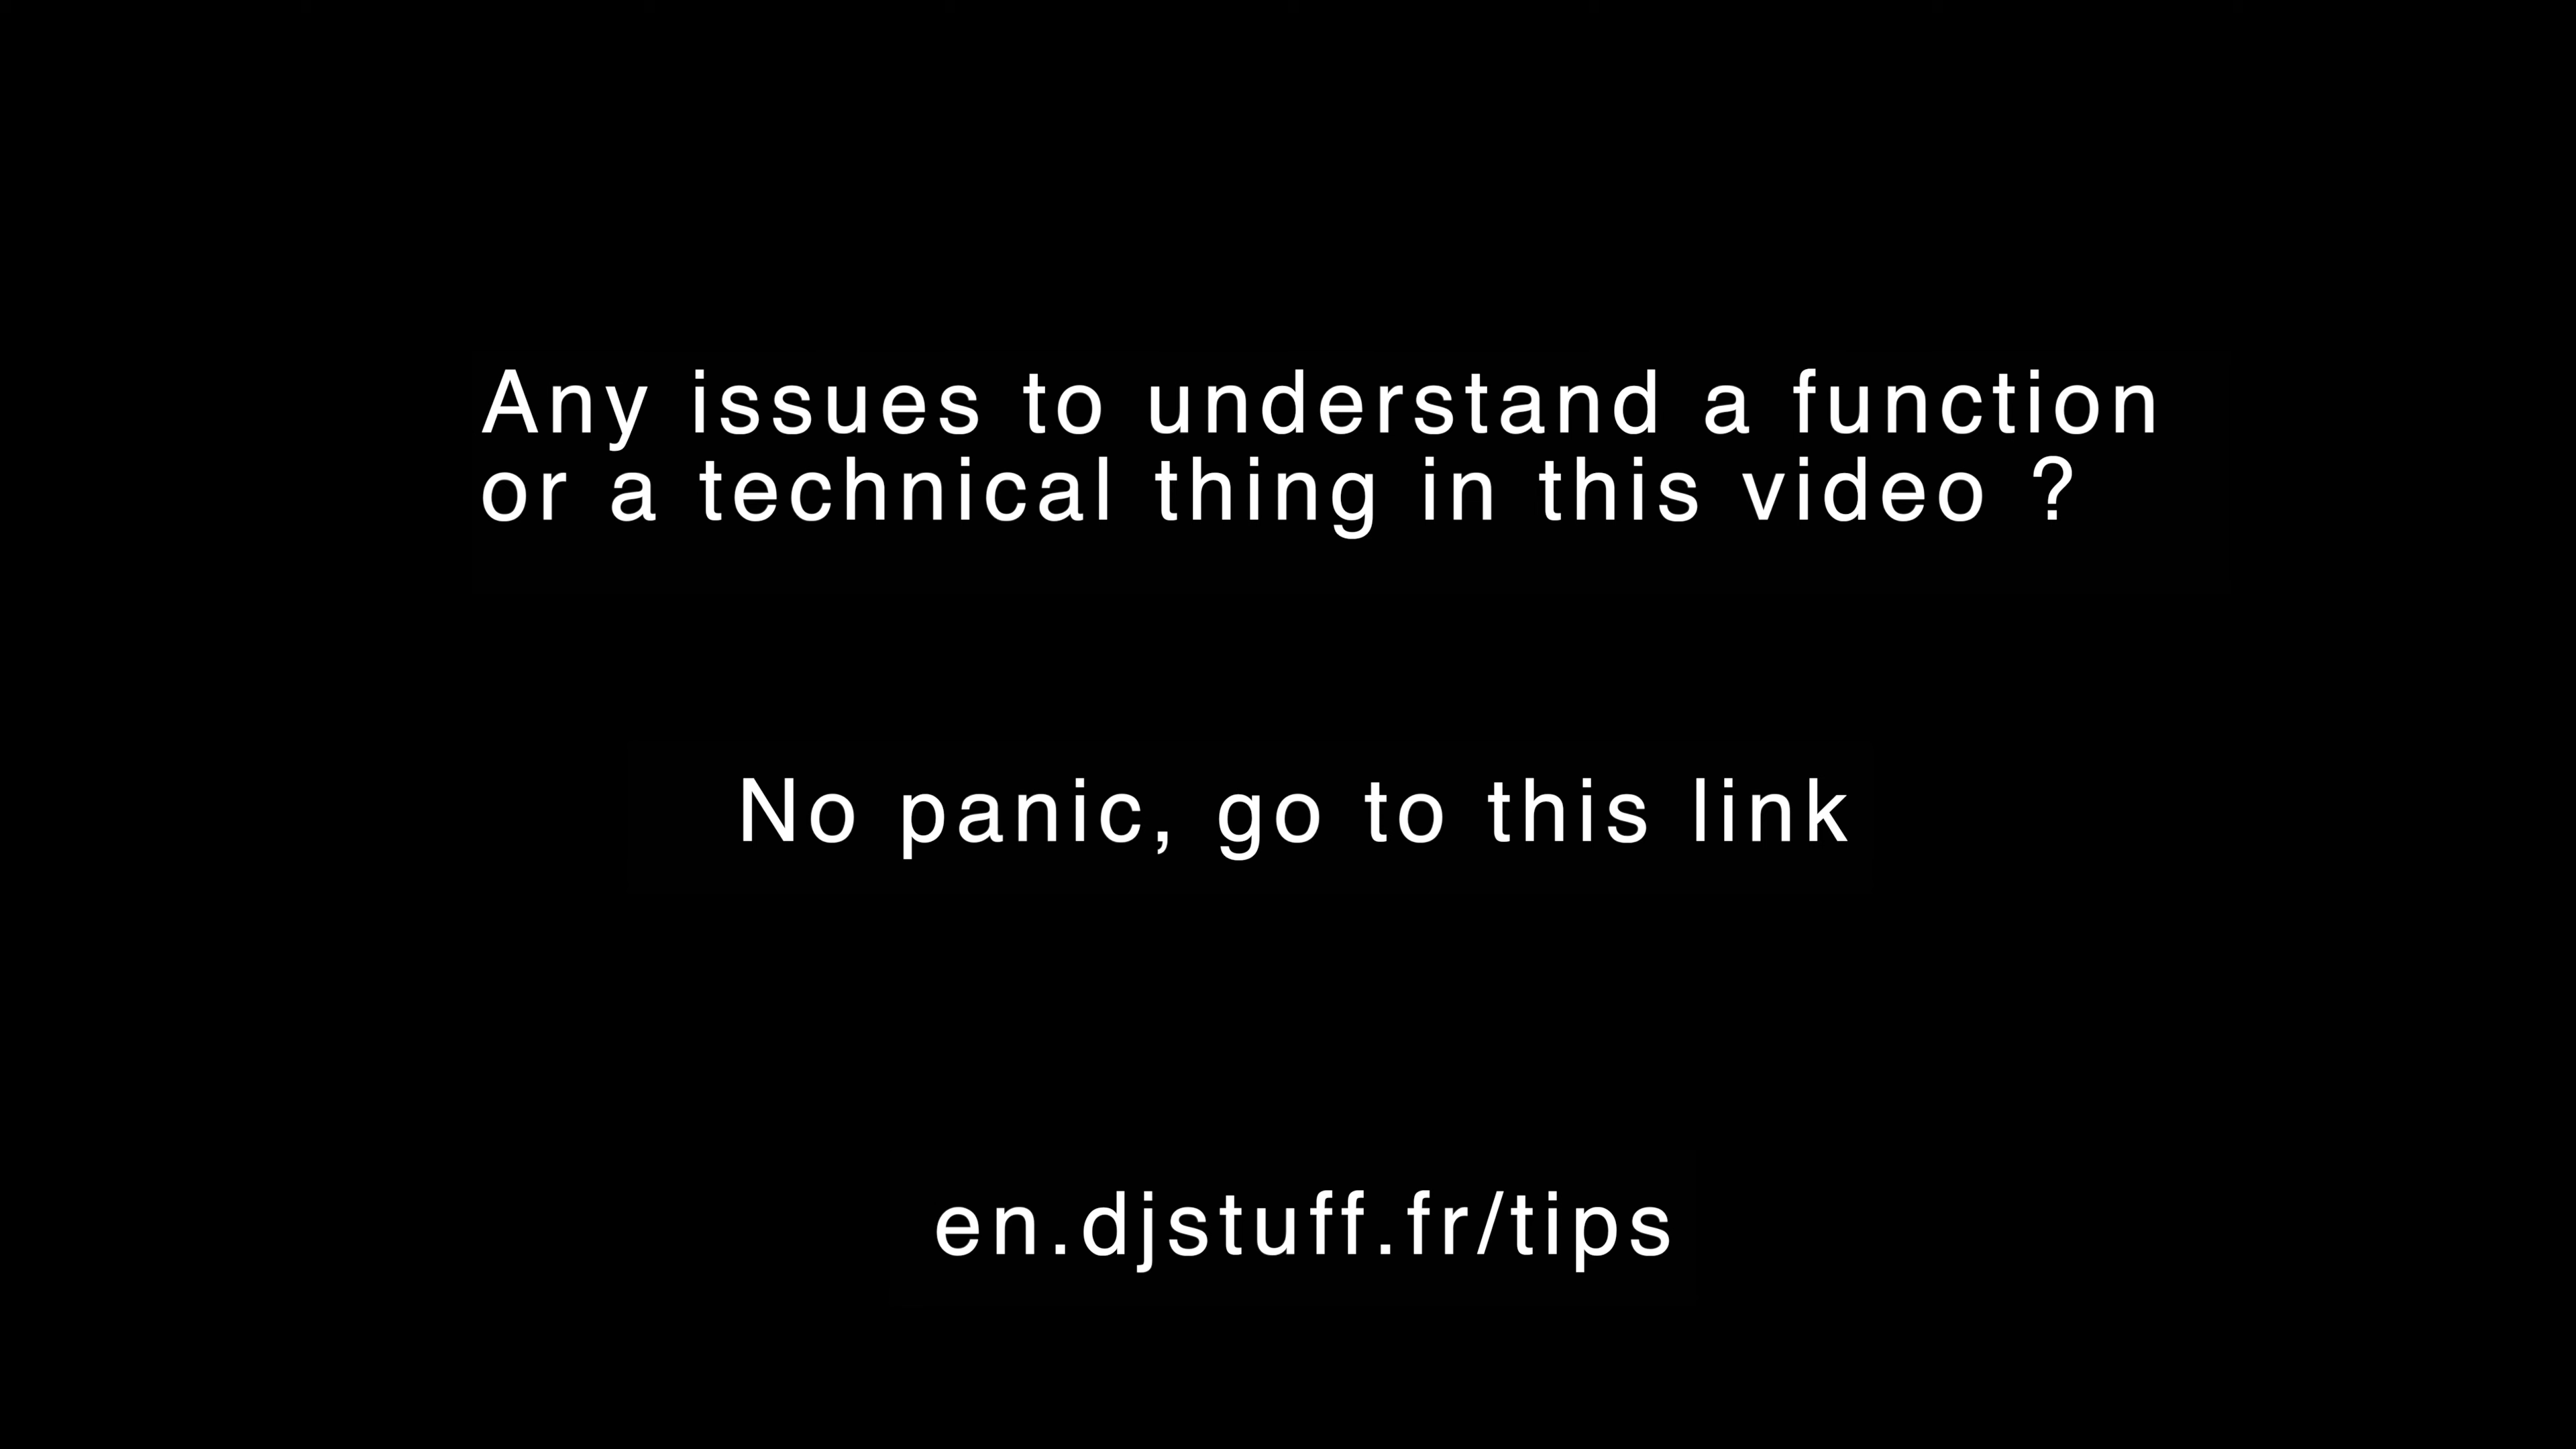 Any issues to understand a function
or a technical thing in this video ?
No panic, go to this link
en.djstuff.fr/tips